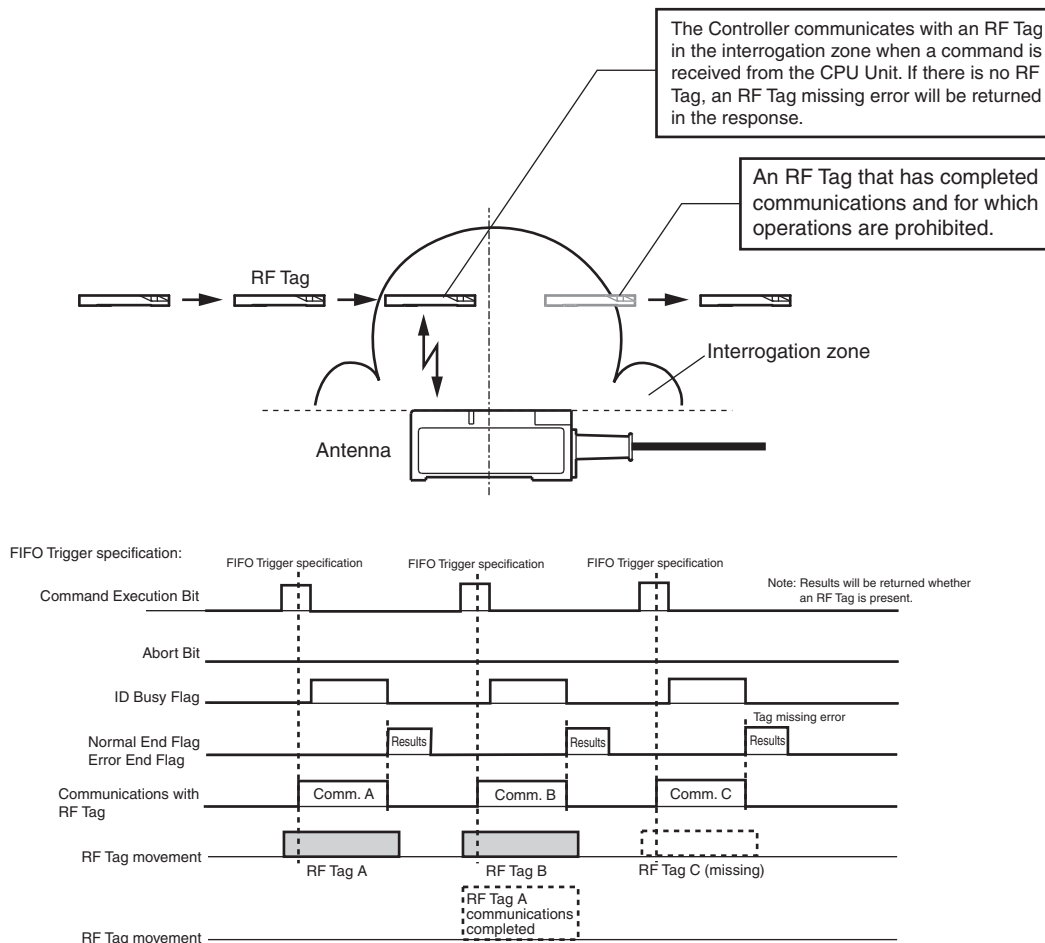 The Controller communicates with an RF Tag
in the interrogation zone when a command is
received from the CPU Unit. If there is no RF
Tag, an RF Tag missing error will be returned
in the response.
An RF Tag that has completed
communications and for which
operations are prohibited.
RF Tag
Interrogation zone
Antenna
FIFO Trigger specification:
FIFO Trigger specification
FIFO Trigger specification
FIFO Trigger specification
Command Execution Bit
Note: Results will be returned whether
an RF Tag is present.
Abort Bit
ID Busy Flag
Tag missing error
Normal End Flag
Error End Flag
Results
Results
Results
Communications with
RF Tag
Comm. A
Comm. B
Comm. C
RF Tag movement
RF Tag A
RF Tag B
RF Tag C (missing)
RF Tag A
communications
completed
RF Tag movement